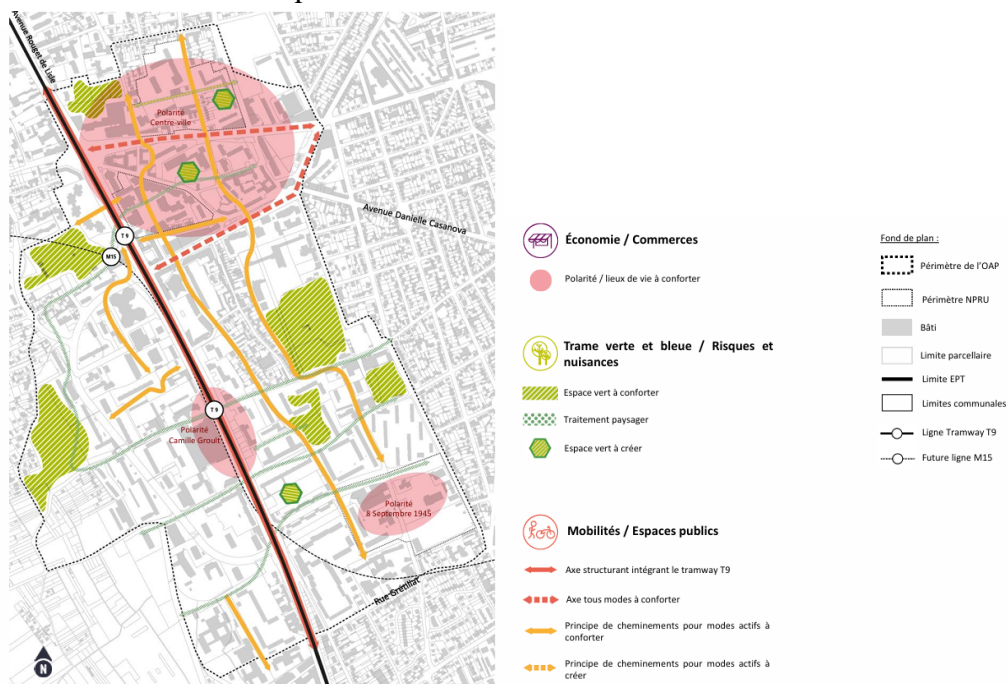 Avenue Rouget de Lisle
Polarité
Centre-ville
Avenue Danielle Casanova
T 9
M15
T 9
Polarité
Camille Groult
Polarité
8 Septembre 1945
Rue Grétillat
N
Économie / Commerces
Polarité / lieux de vie à conforter
Trame verte et bleue / Risques et
nuisances
Espace vert à conforter
Traitement paysager
Espace vert à créer
Mobilités / Espaces publics
Axe structurant intégrant le tramway T9
Axe tous modes à conforter
Principe de cheminements pour modes actifs à
conforter
Principe de cheminements pour modes actifs à
créer
Fond de plan :
Périmètre de l'OAP
Périmètre NPRU
Bâti
Limite parcellaire
Limite EPT
Limites communales
Ligne Tramway T9
Future ligne M15